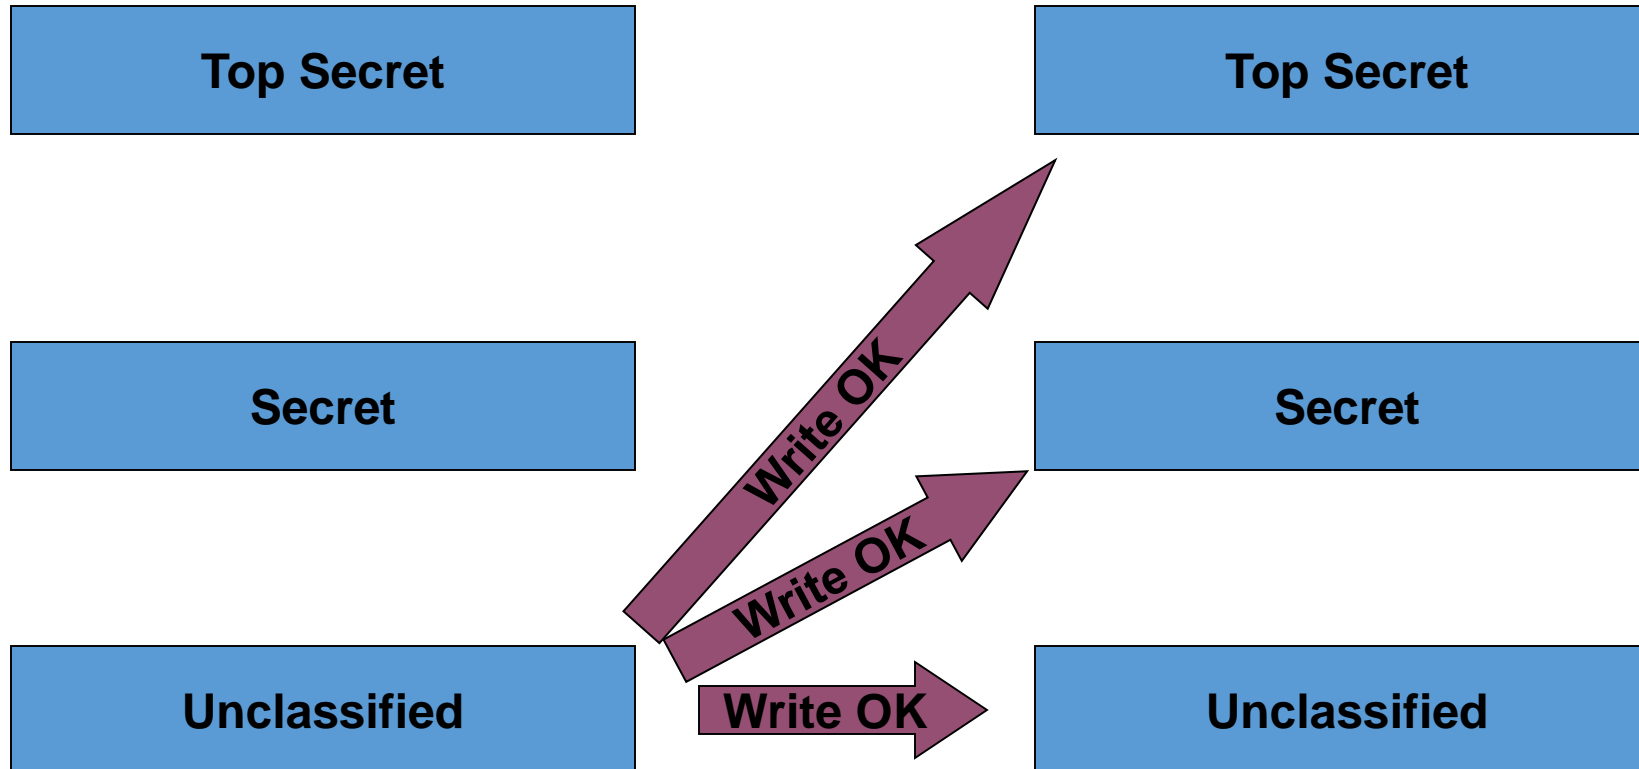 Top Secret
Top Secret
Write OK
Secret
Secret
Write OK
Unclassified
Write OK
Unclassified